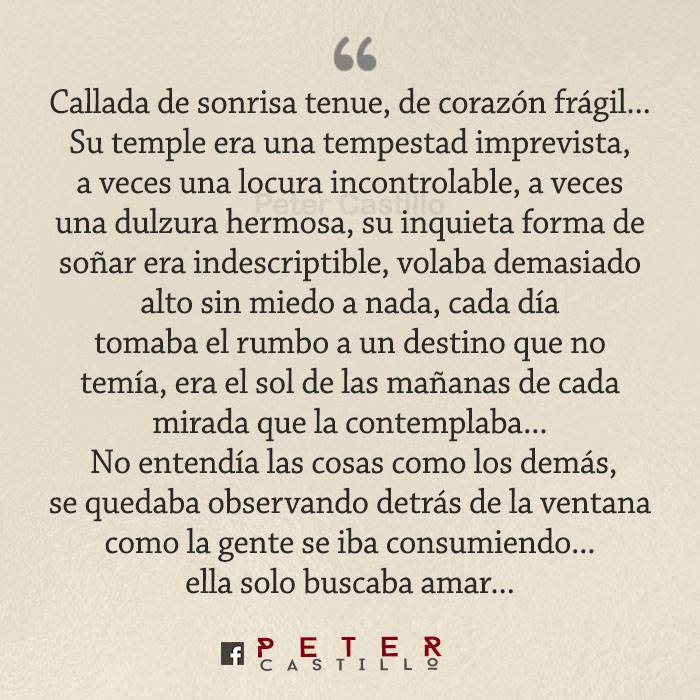 “
Callada de sonrisa tenue, de corazón frágil...
Su temple era una tempestad imprevista,
a veces una locura incontrolable, a veces
Peter Castillo
una dulzura hermosa, su inquieta forma de
soñar era indescriptible, volaba demasiado
alto sin miedo a nada, cada día
tomaba el rumbo a un destino que no
temía, era el sol de las mañanas de cada
mirada que la contemplaba...
No entendía las cosas como los demás,
se quedaba observando detrás de la ventana
como la gente se iba consumiendo...
ella solo buscaba amar...
f PETER
CASTILLO